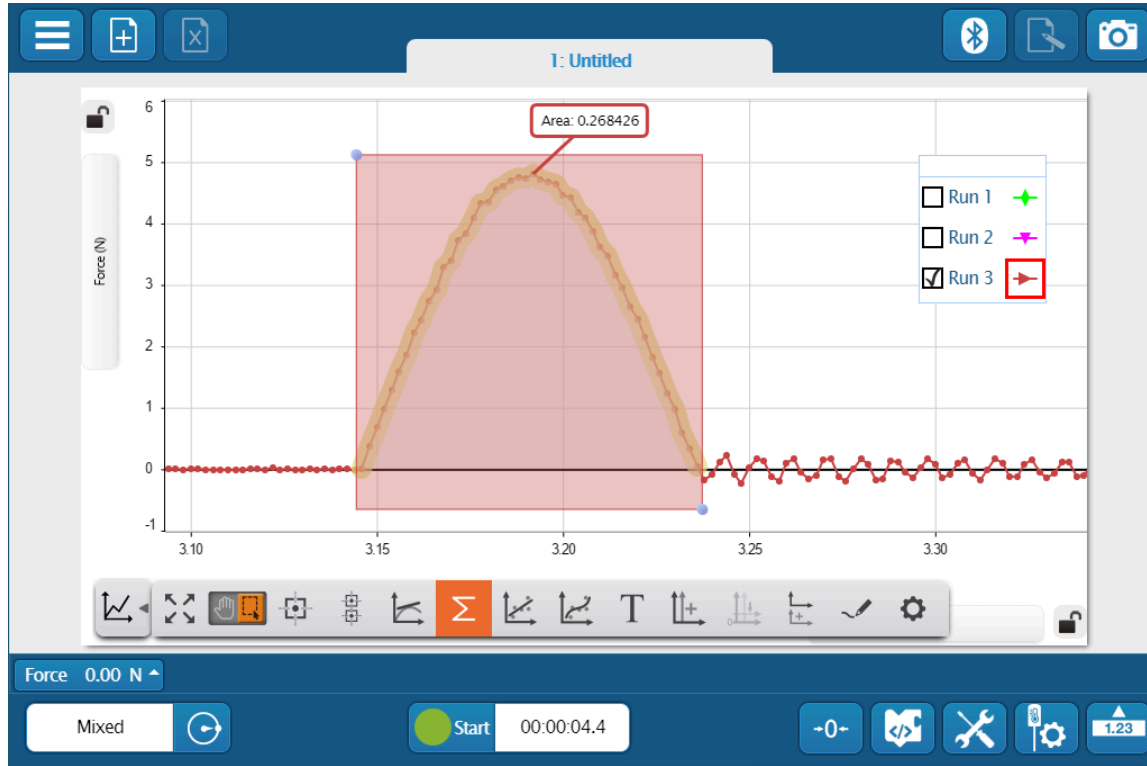 1: Untitled
6
Area: 0.268426
5
Run 1
4
Run 2
Force (N)
3
Run 3
2
1
0
-1
3.10 3.15 3.20 3.25 3.30
Σ T
0
Force 0.00 N
Mixed Start 00:00:04.4 →0← </> 1.23